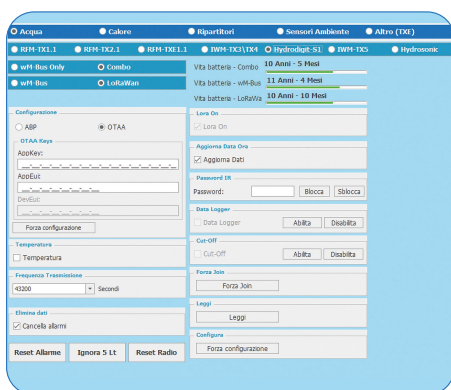 Acqua Calore Ripartitori Sensori Ambiente Altro (TXE)
RFM-TX1.1 RFM-TX2.1 RFM-TXE1.1 IWM-TX3\TX4 Hydrodigit-S1 IWM-TX5 Hydrosonic
wM-Bus Only Combo
wM-Bus LoRaWan
Vita batteria - Combo 10 Anni - 5 Mesi
Vita batteria - wM-Bus 11 Anni - 4 Mesi
Vita batteria - LoRaWa 10 Anni - 10 Mesi
Configurazione
ABP OTAA
OTAA Keys
AppKey:
AppEui:
DevEui:
Forza configurazione
Temperatura
Temperatura
Frequenza Trasmissione
43200 Secondi
Elimina dati
Cancella allarmi
Reset Allarme Ignora 5 Lt Reset Radio
Lora On
Lora On
Aggiorna Data Ora
Aggiorna Dati
Password IR
Password: Blocca Sblocca
Data Logger
Data Logger Abilita Disabilita
Cut-Off
Cut-Off Abilita Disabilita
Forza Join
Forza Join
Leggi
Leggi
Configura
Forza configurazione